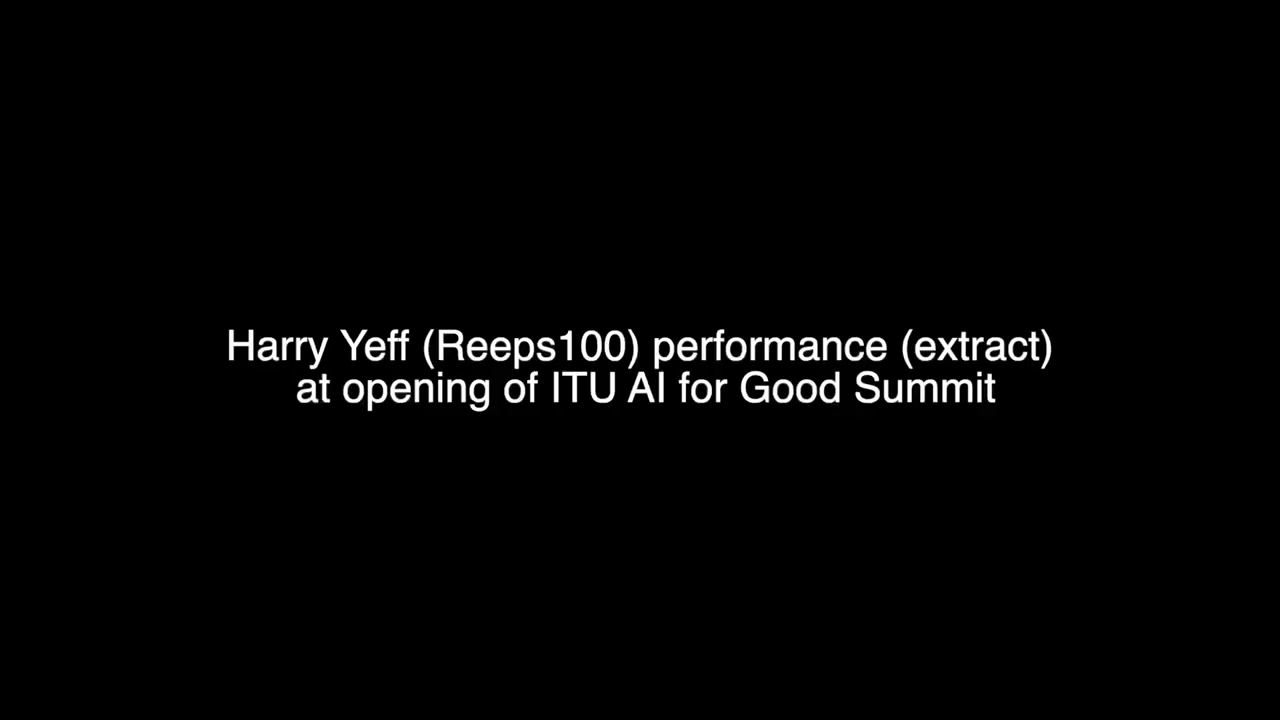 Harry Yeff (Reeps100) performance (extract)
at opening of ITU AI for Good Summit